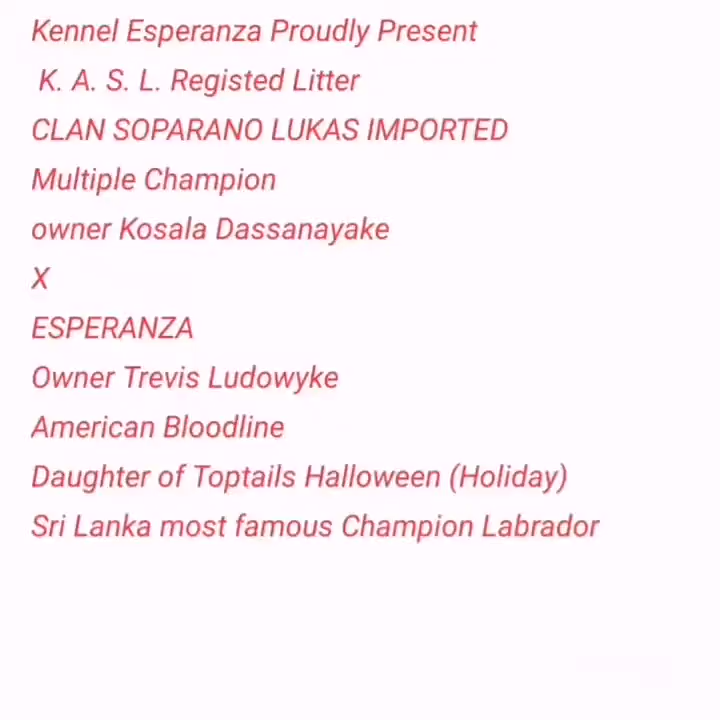 Kennel Esperanza Proudly Present
K. A. S. L. Registed Litter
CLAN SOPARANO LUKAS IMPORTED
Multiple Champion
owner Kosala Dassanayake
X
ESPERANZA
Owner Trevis Ludowyke
American Bloodline
Daughter of Toptails Halloween (Holiday)
Sri Lanka most famous Champion Labrador